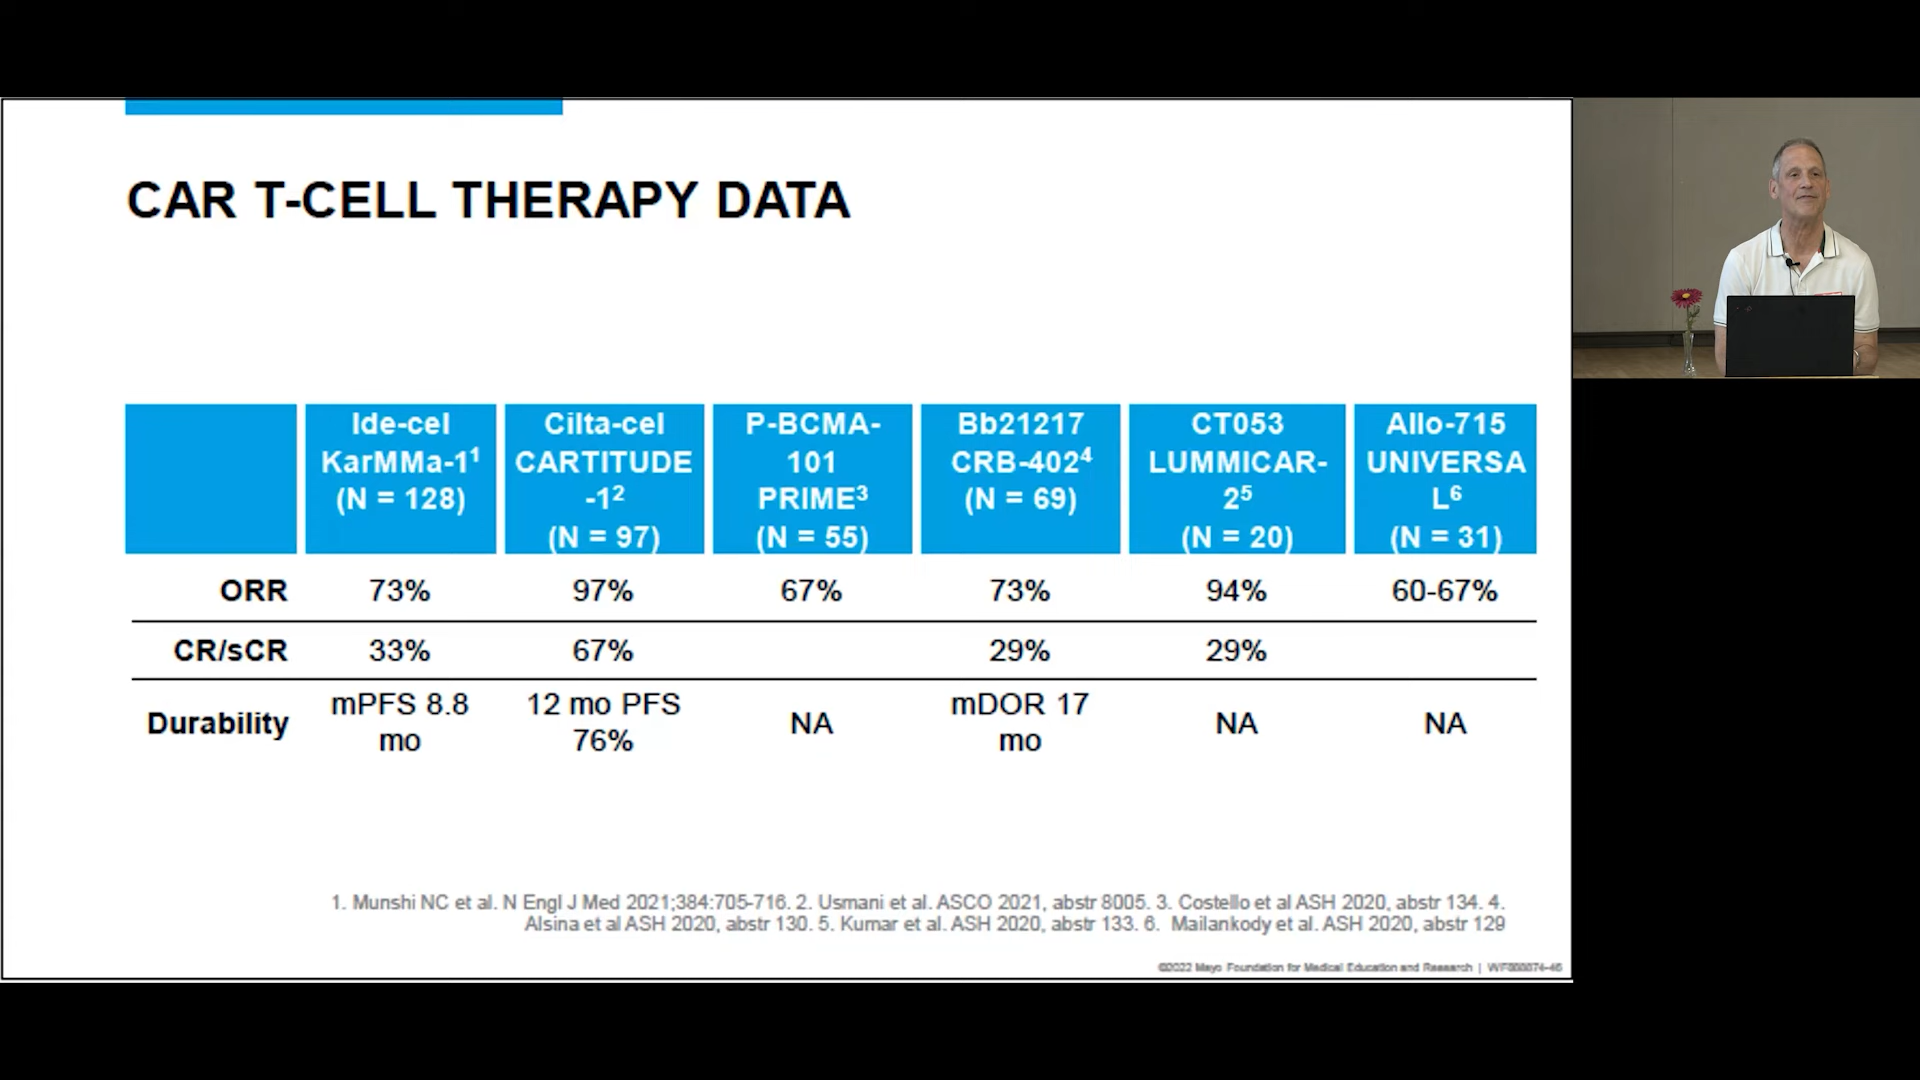 CAR T-CELL THERAPY DATA
Ide-cel
KarMMa-1¹
(N = 128)
Cilta-cel
CARTITUDE
-1²
(N = 97)
P-BCMA-
101
PRIME³
(N = 55)
Bb21217
CRB-402⁴
(N = 69)
CT053
LUMMICAR-
2⁵
(N = 20)
Allo-715
UNIVERSA
L⁶
(N = 31)
ORR 73% 97% 67% 73% 94% 60-67%
CR/sCR 33% 67% 29% 29%
Durability
mPFS 8.8
mo
12 mo PFS
76%
NA
mDOR 17
mo
NA
NA
1. Munshi NC et al. N Engl J Med 2021;384:705-716. 2. Usmani et al. ASCO 2021, abstr 8005. 3. Costello et al ASH 2020, abstr 134. 4.
Alsina et al ASH 2020, abstr 130. 5. Kumar et al. ASH 2020, abstr 133. 6. Mailankody et al. ASH 2020, abstr 129
©2022 Mayo Foundation for Medical Education and Research |